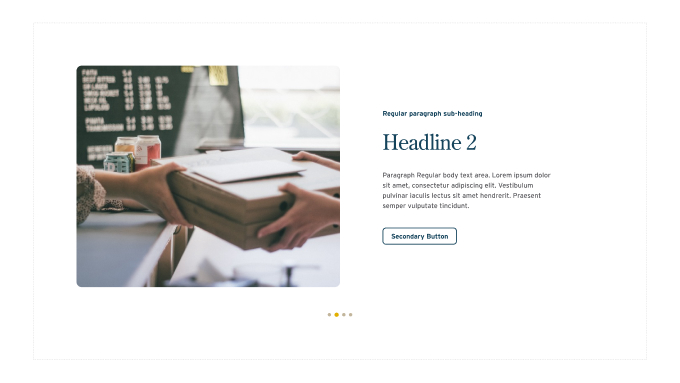 Regular paragraph sub-heading
Headline 2
Paragraph Regular body text area. Lorem ipsum dolor
sit amet, consectetur adipiscing elit. Vestibulum
pulvinar iaculis lectus sit amet hendrerit. Praesent
semper vulputate tincidunt.
Secondary Button